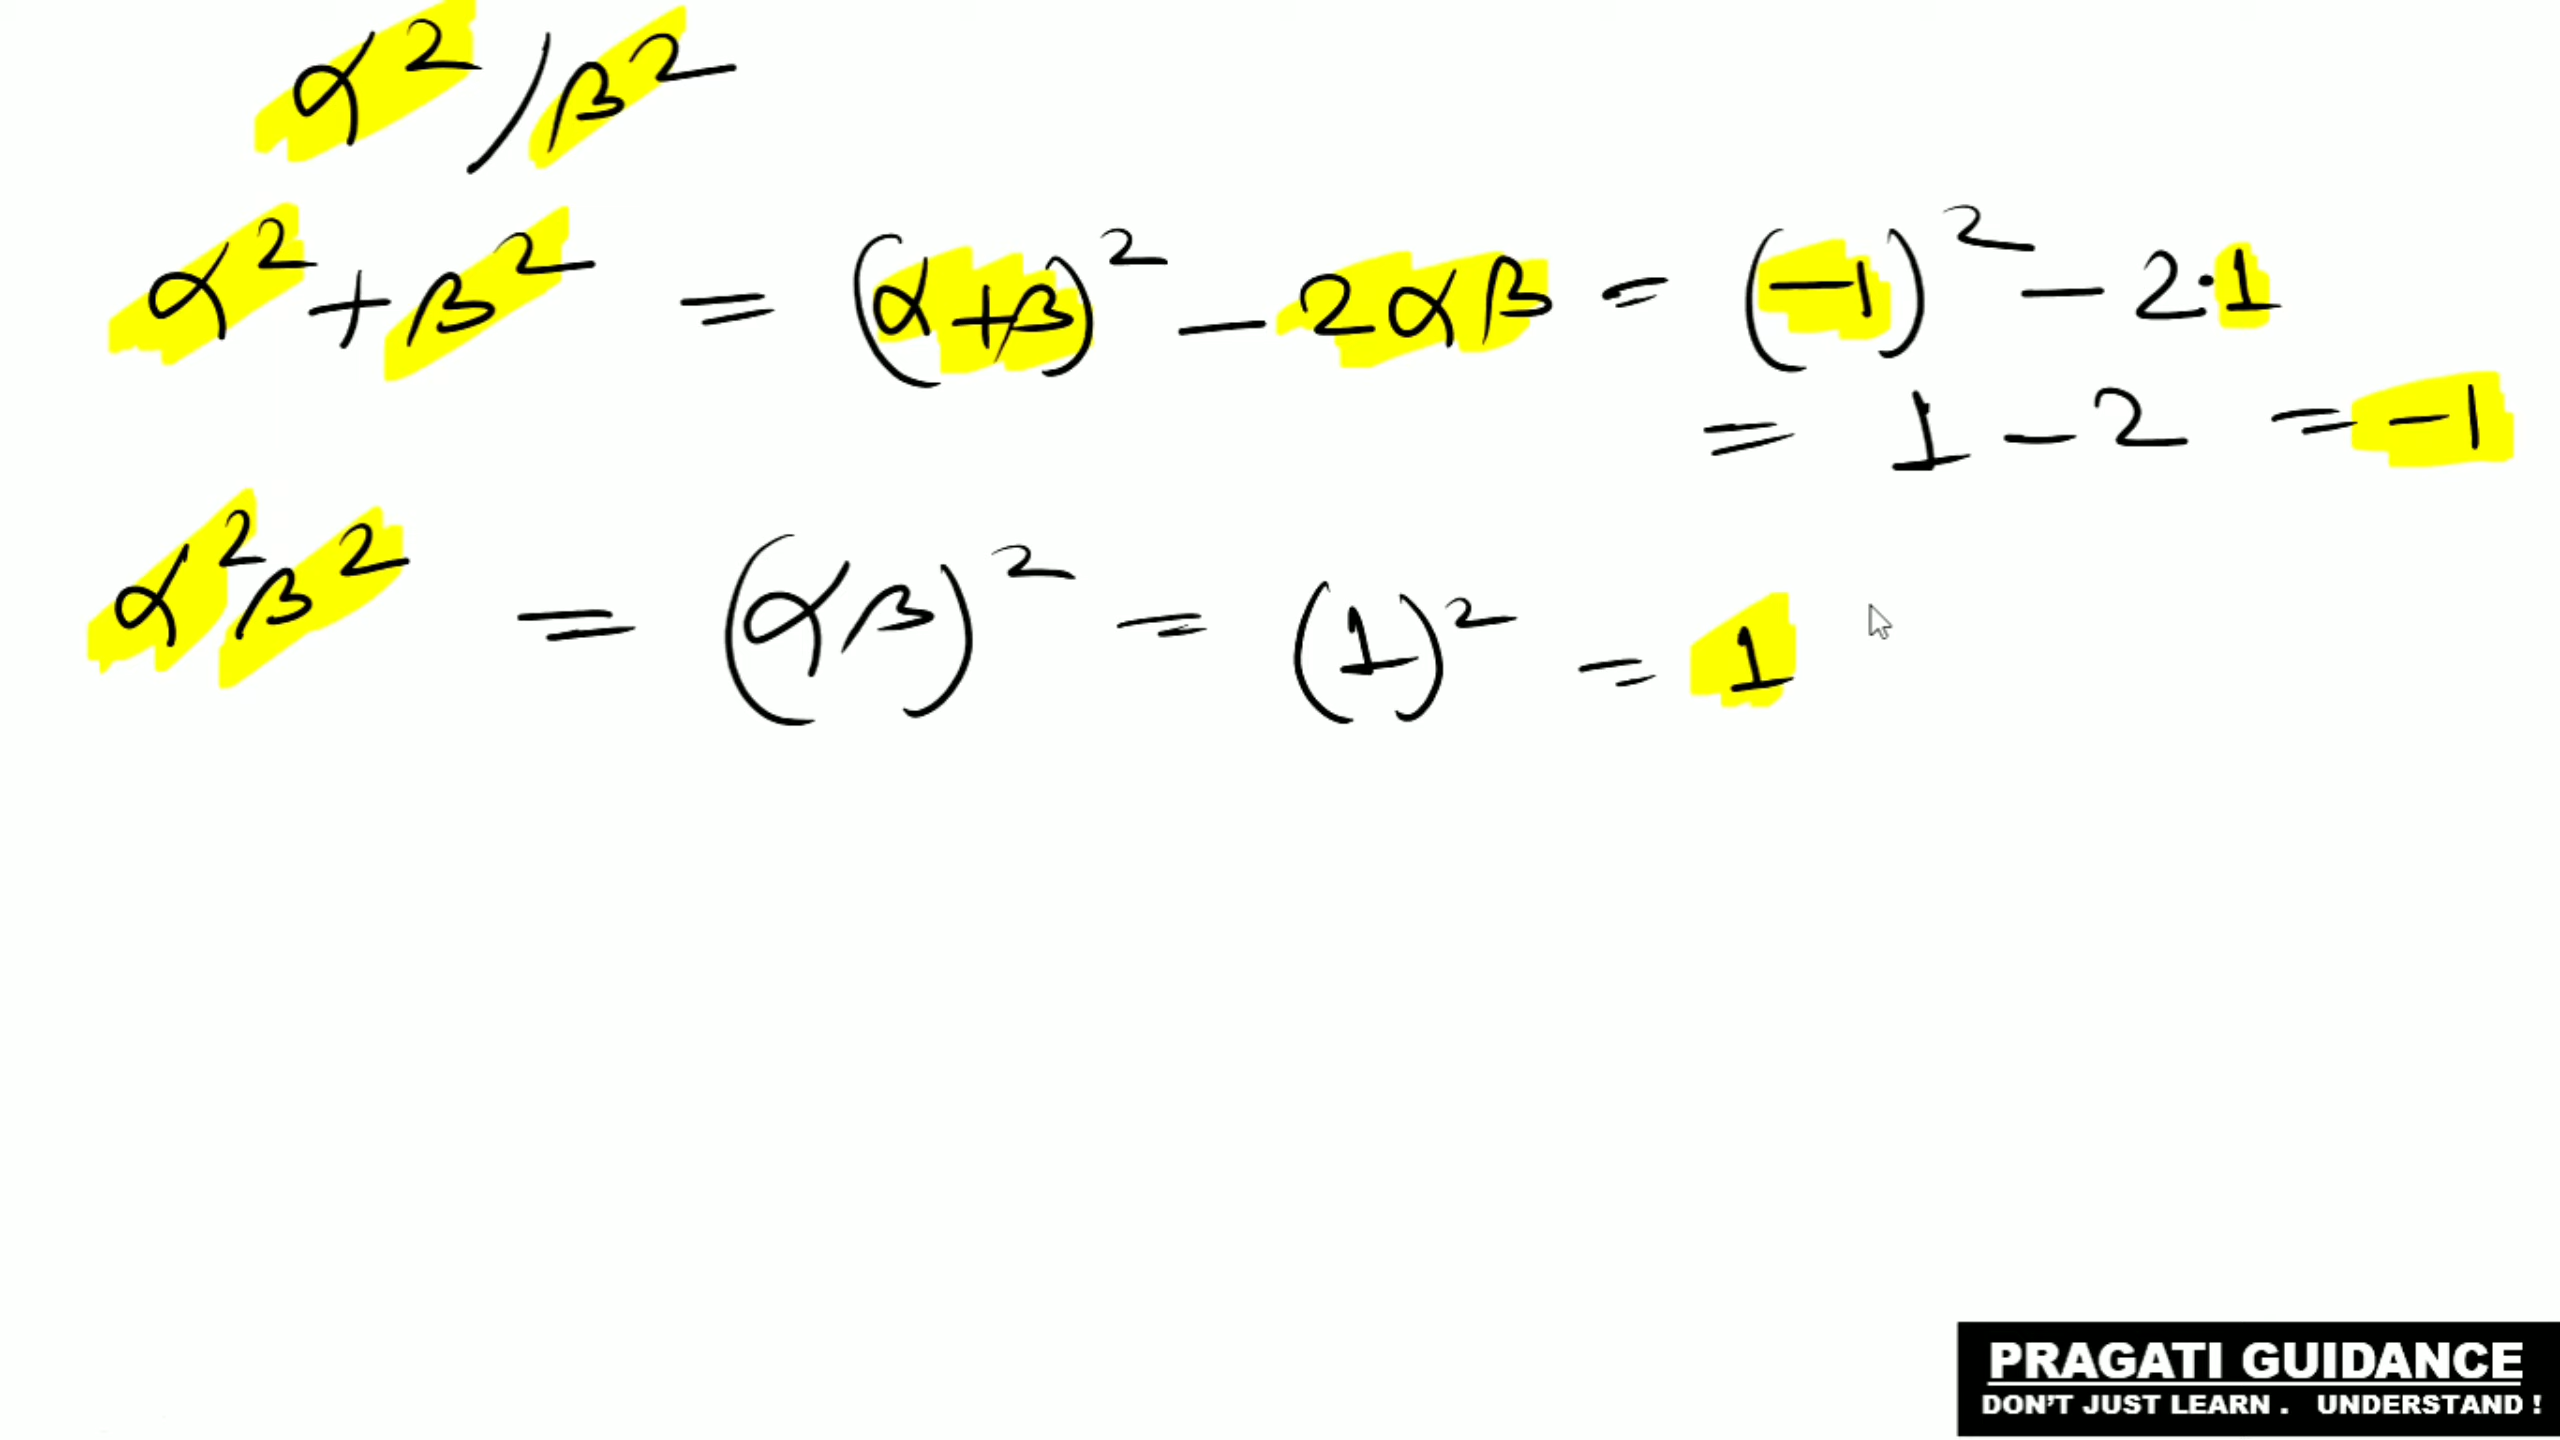 α² / β²
α² + β² = (α+β)² - 2αβ = (-1)² - 2·1
= 1 - 2 = -1
α²β² = (αβ)² = (1)² = 1
PRAGATI GUIDANCE
DON'T JUST LEARN . UNDERSTAND !